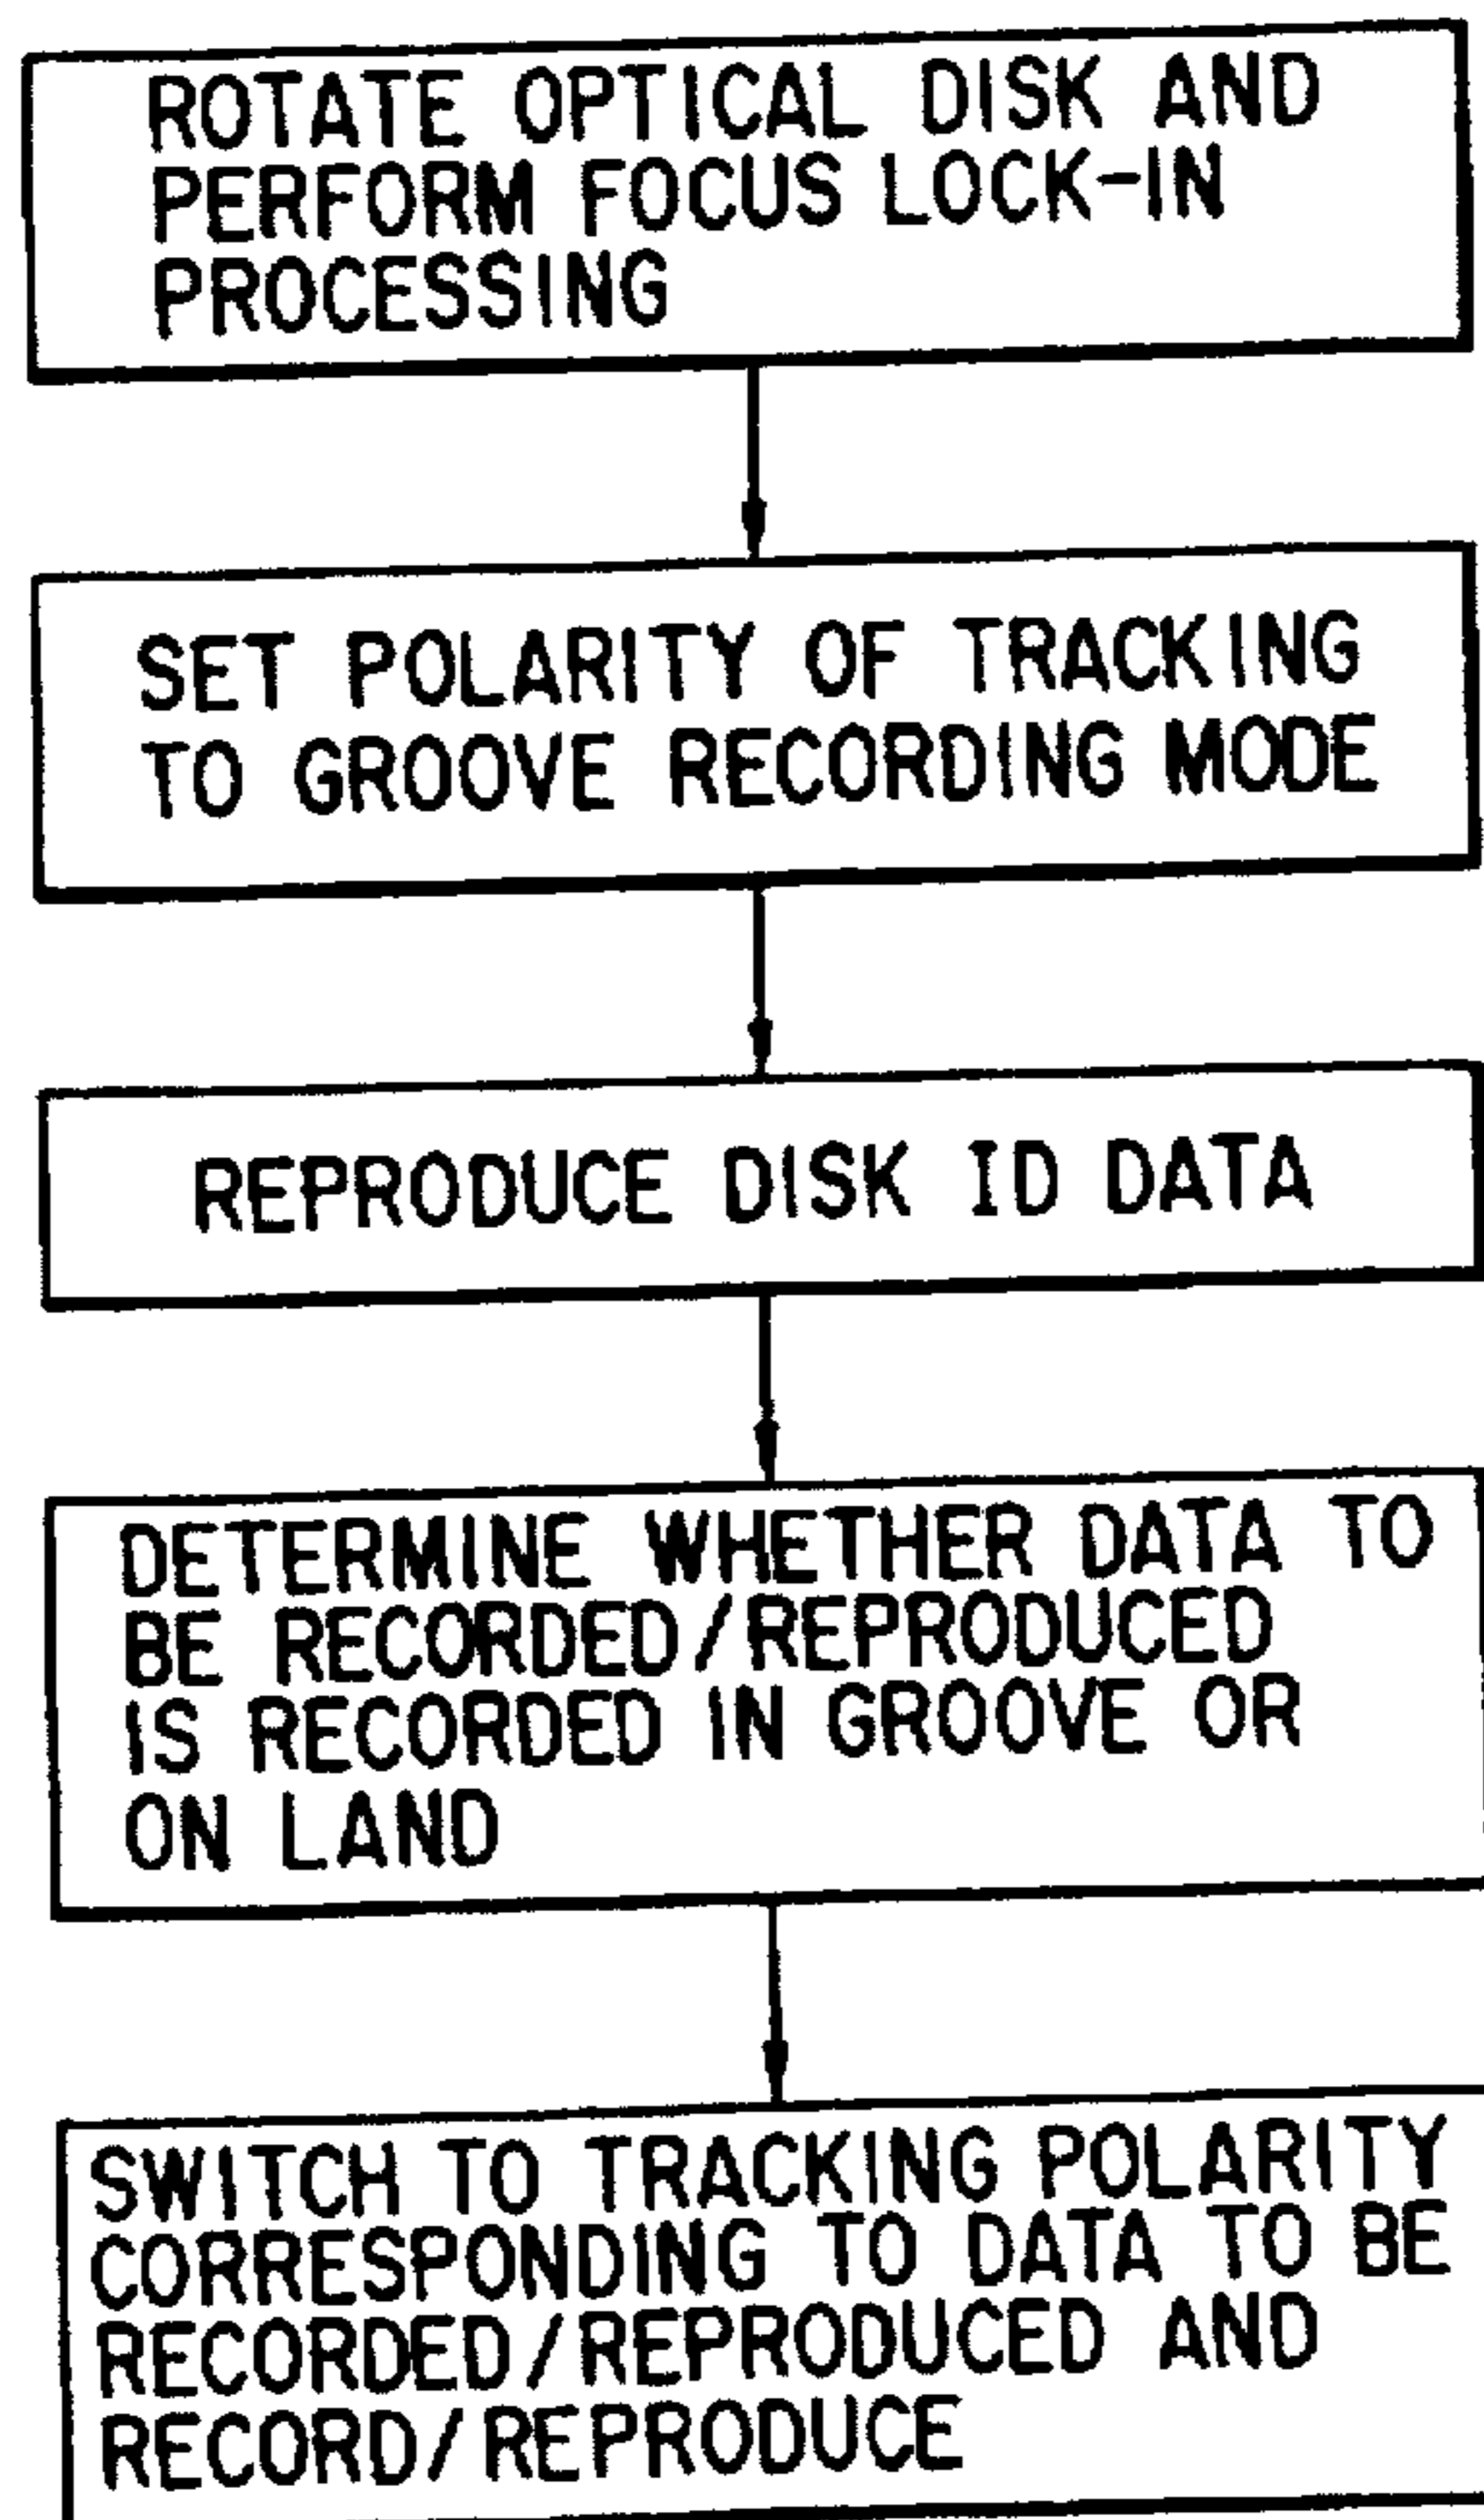 ROTATE OPTICAL DISK AND
PERFORM FOCUS LOCK-IN
PROCESSING
SET POLARITY OF TRACKING
TO GROOVE RECORDING MODE
REPRODUCE DISK ID DATA
DETERMINE WHETHER DATA TO
BE RECORDED/REPRODUCED
IS RECORDED IN GROOVE OR
ON LAND
SWITCH TO TRACKING POLARITY
CORRESPONDING TO DATA TO BE
RECORDED/REPRODUCED AND
RECORD/REPRODUCE